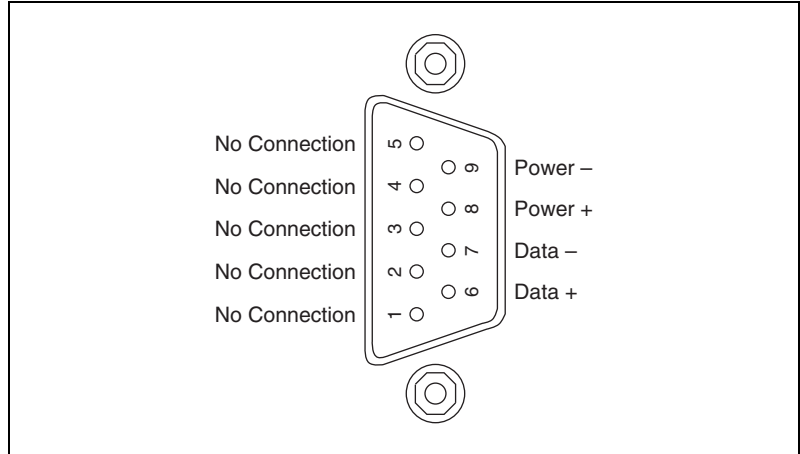 No Connection
5
9
Power –
No Connection
4
8
Power +
No Connection
3
7
Data –
No Connection
2
6
Data +
No Connection
1